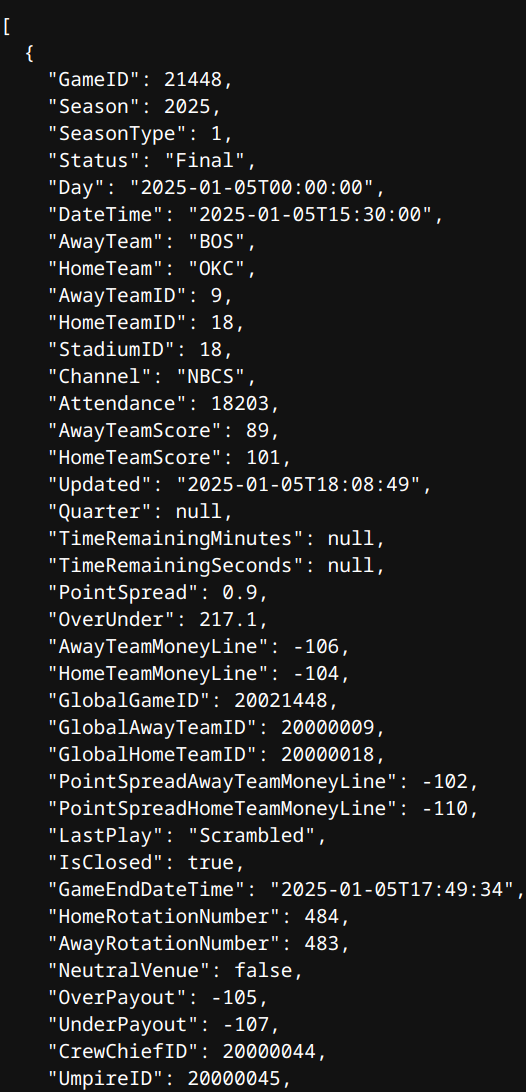 [
  {
    "GameID": 21448,
    "Season": 2025,
    "SeasonType": 1,
    "Status": "Final",
    "Day": "2025-01-05T00:00:00",
    "DateTime": "2025-01-05T15:30:00",
    "AwayTeam": "BOS",
    "HomeTeam": "OKC",
    "AwayTeamID": 9,
    "HomeTeamID": 18,
    "StadiumID": 18,
    "Channel": "NBCS",
    "Attendance": 18203,
    "AwayTeamScore": 89,
    "HomeTeamScore": 101,
    "Updated": "2025-01-05T18:08:49",
    "Quarter": null,
    "TimeRemainingMinutes": null,
    "TimeRemainingSeconds": null,
    "PointSpread": 0.9,
    "OverUnder": 217.1,
    "AwayTeamMoneyLine": -106,
    "HomeTeamMoneyLine": -104,
    "GlobalGameID": 20021448,
    "GlobalAwayTeamID": 20000009,
    "GlobalHomeTeamID": 20000018,
    "PointSpreadAwayTeamMoneyLine": -102,
    "PointSpreadHomeTeamMoneyLine": -110,
    "LastPlay": "Scrambled",
    "IsClosed": true,
    "GameEndDateTime": "2025-01-05T17:49:34",
    "HomeRotationNumber": 484,
    "AwayRotationNumber": 483,
    "NeutralVenue": false,
    "OverPayout": -105,
    "UnderPayout": -107,
    "CrewChiefID": 20000044,
    "UmpireID": 20000045,